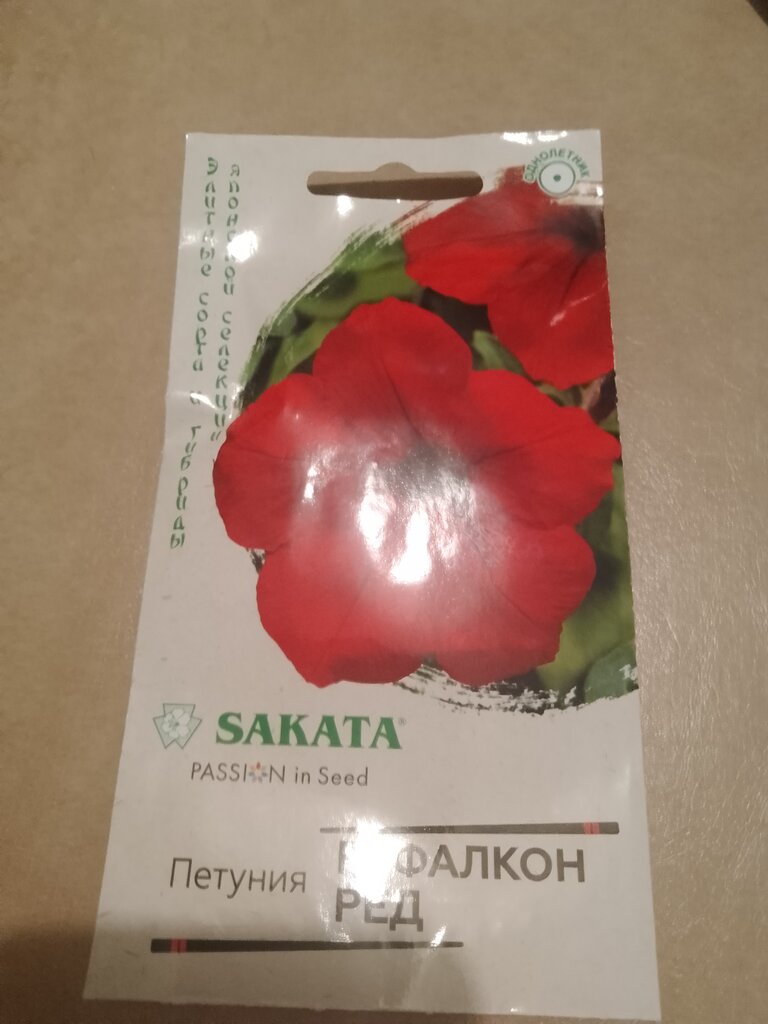 ОДНОЛЕТНИК
Элитные сорта и гибриды
японской селекции
SAKATA®
PASSION in Seed
Петуния
ФАЛКОН
РЕД